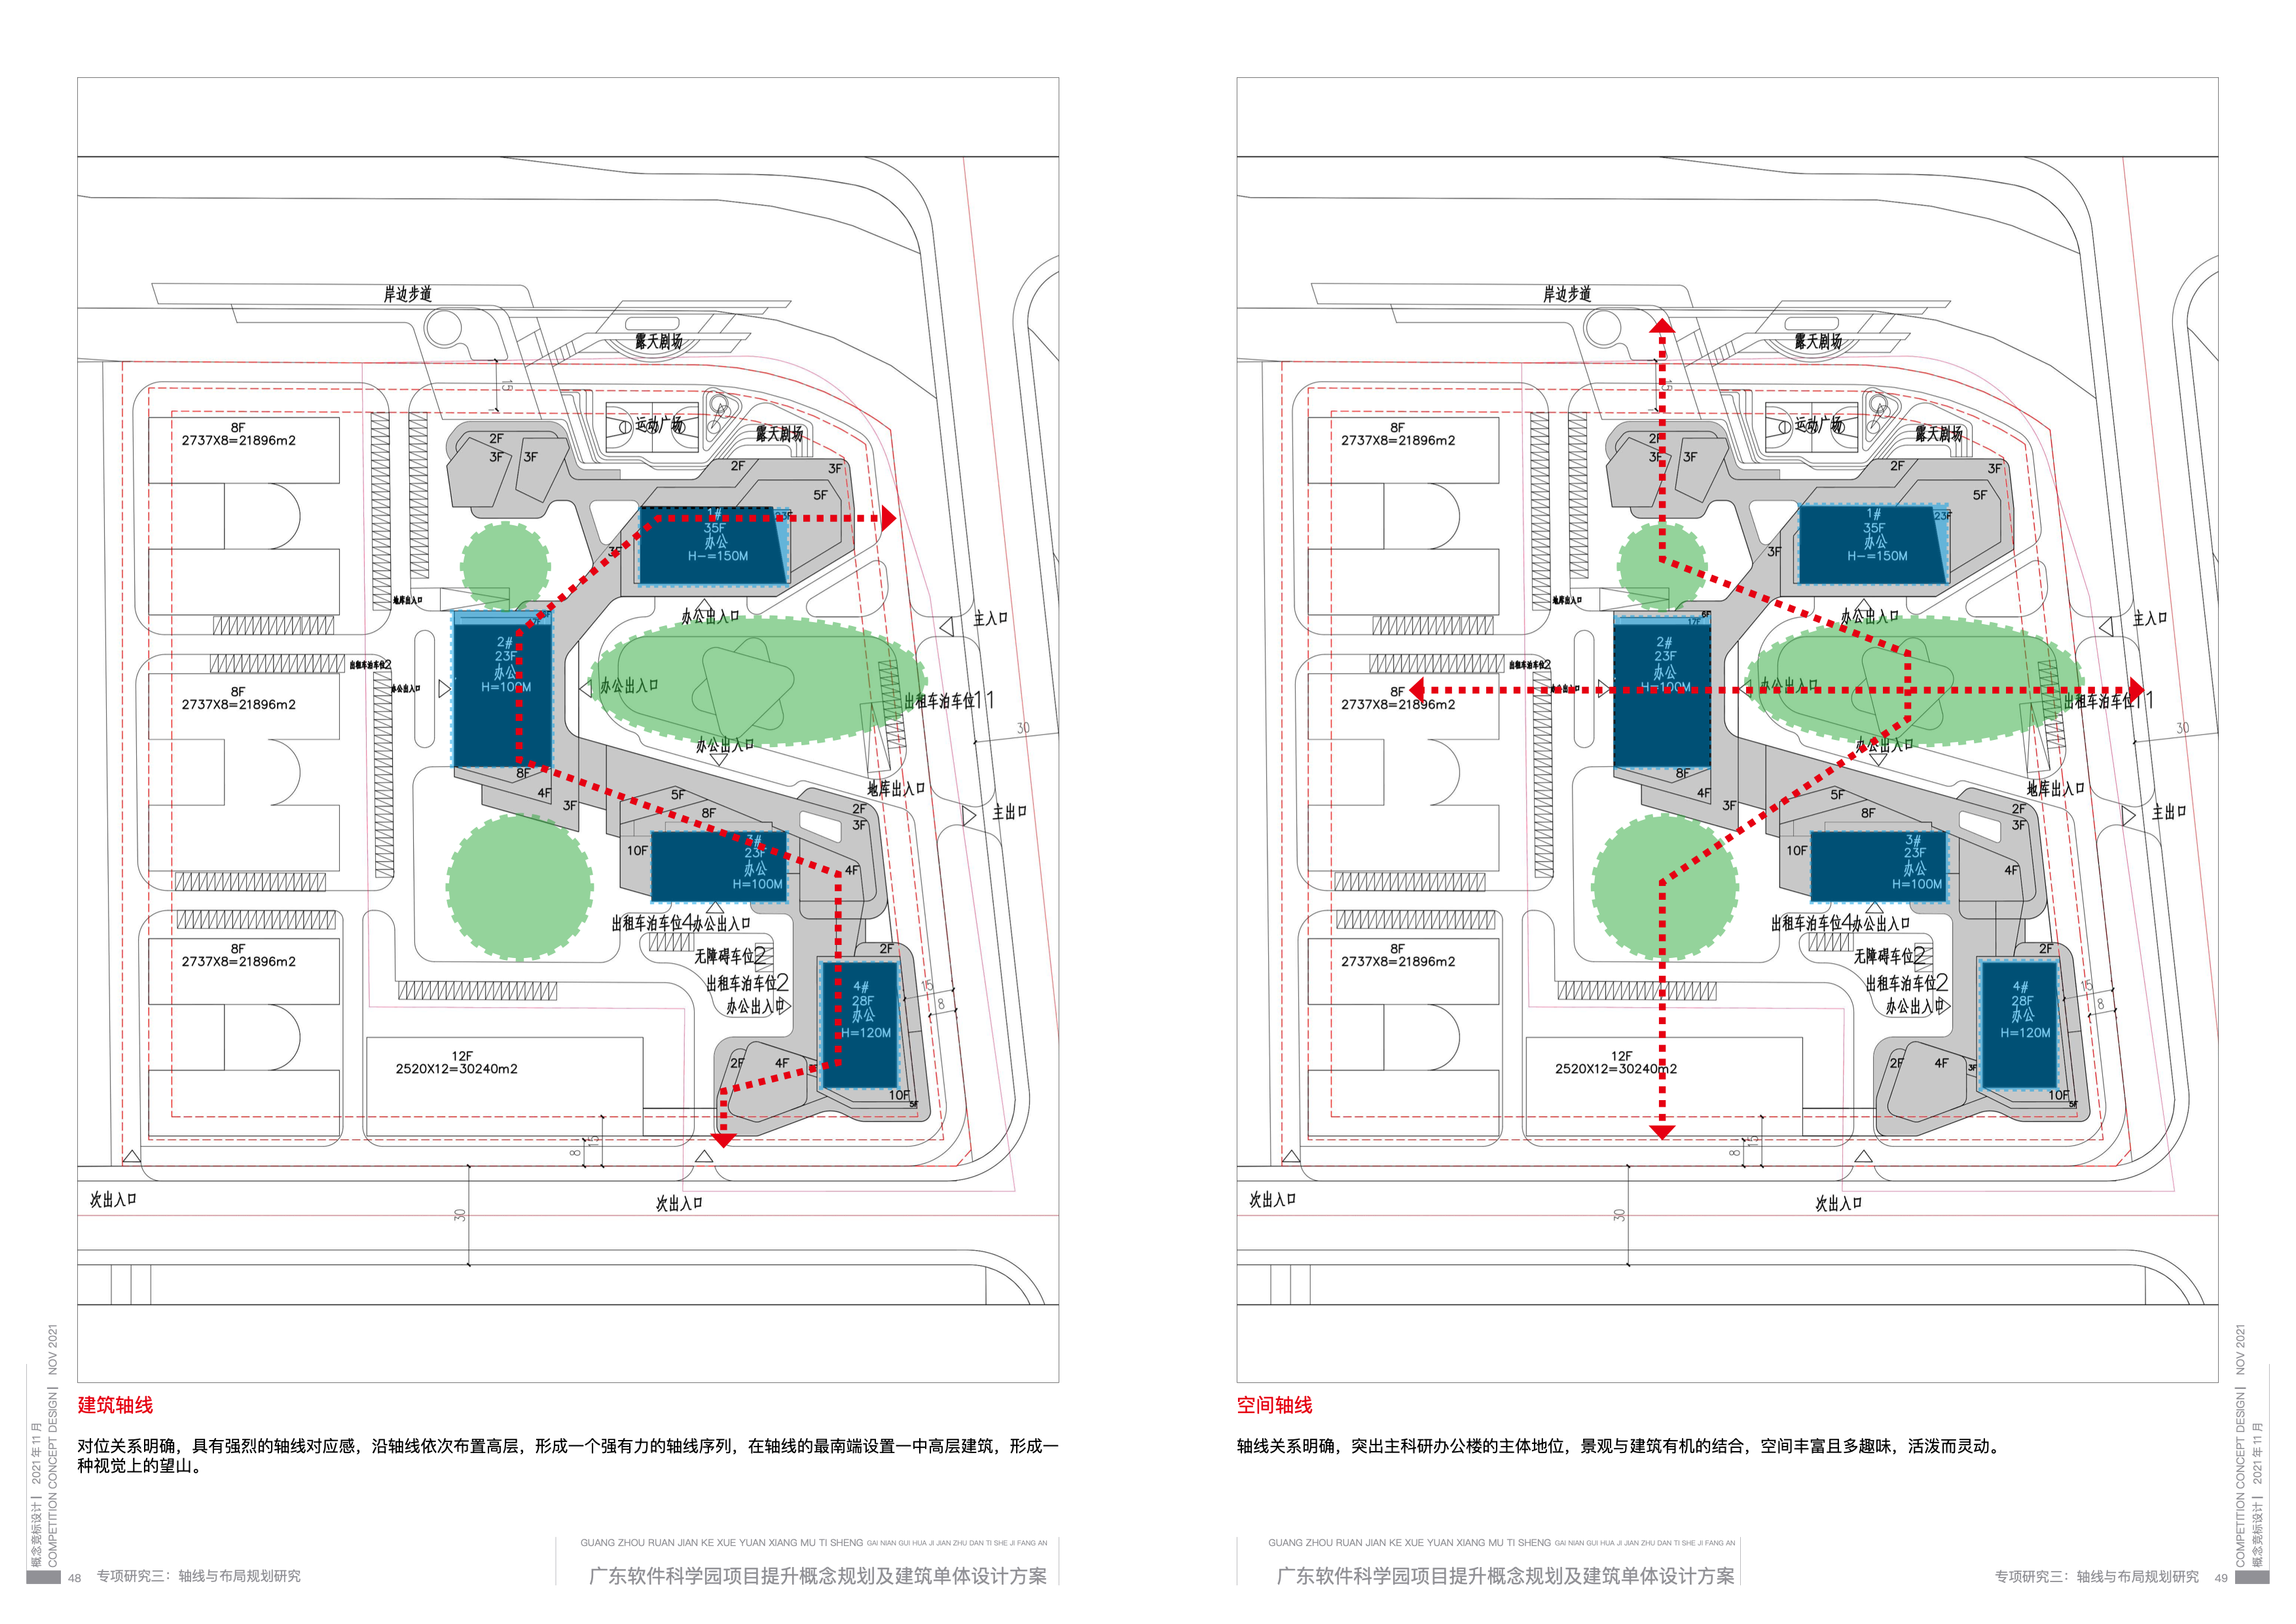 岸边步道
露天剧场
15
运动广场
露天剧场
8F
2737X8=21896m2
2F
3F
3F
2F
3F
5F
1#
35F
办公
H-=150M
23F
3F
地库出入口
办公出入口
主入口
2#
23F
办公
H=100M
出租车泊车位2
办公出入口
办公出入口
8F
2737X8=21896m2
出租车泊车位11
30
办公出入口
8F
4F
3F
5F
8F
地库出入口
2F
3F
主出口
10F
3#
23F
办公
H=100M
4F
出租车泊车位4
办公出入口
无障碍车位2
出租车泊车位2
办公出入口
2F
8F
2737X8=21896m2
4#
28F
办公
H=120M
15
8
12F
2520X12=30240m2
2F
4F
10F
5F
15
8
次出入口
次出入口
30
建筑轴线
对位关系明确，具有强烈的轴线对应感，沿轴线依次布置高层，形成一个强有力的轴线序列，在轴线的最南端设置一中高层建筑，形成一
种视觉上的望山。
概念竞标设计 | 2021年11月
COMPETITION CONCEPT DESIGN | NOV 2021
48 专项研究三：轴线与布局规划研究
GUANG ZHOU RUAN JIAN KE XUE YUAN XIANG MU TI SHENG GAI NIAN GUI HUA JI JIAN ZHU DAN TI SHE JI FANG AN
广东软件科学园项目提升概念规划及建筑单体设计方案
岸边步道
露天剧场
15
运动广场
露天剧场
8F
2737X8=21896m2
2F
3F
3F
2F
3F
5F
1#
35F
办公
H-=150M
23F
3F
地库出入口
办公出入口
主入口
6F
17F
2#
23F
办公
H=100M
出租车泊车位2
办公出入口
办公出入口
8F
2737X8=21896m2
出租车泊车位11
30
办公出入口
8F
4F
3F
5F
8F
地库出入口
2F
3F
主出口
10F
3#
23F
办公
H=100M
4F
出租车泊车位4
办公出入口
无障碍车位2
出租车泊车位2
办公出入口
2F
8F
2737X8=21896m2
4#
28F
办公
H=120M
15
8
12F
2520X12=30240m2
2F
4F
3F
10F
5F
15
8
次出入口
次出入口
30
空间轴线
轴线关系明确，突出主科研办公楼的主体地位，景观与建筑有机的结合，空间丰富且多趣味，活泼而灵动。
GUANG ZHOU RUAN JIAN KE XUE YUAN XIANG MU TI SHENG GAI NIAN GUI HUA JI JIAN ZHU DAN TI SHE JI FANG AN
广东软件科学园项目提升概念规划及建筑单体设计方案
专项研究三：轴线与布局规划研究 49
COMPETITION CONCEPT DESIGN | NOV 2021
概念竞标设计 | 2021年11月